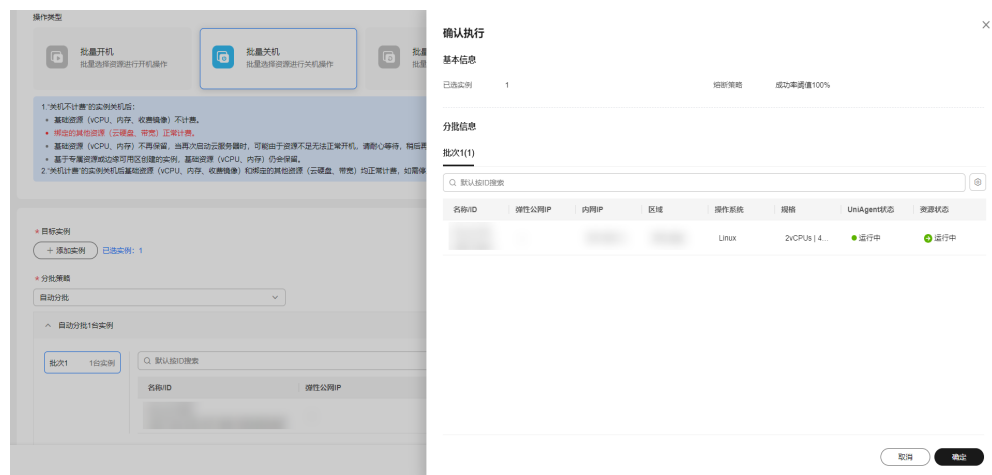 操作类型
批量开机
批量选择资源进行开机操作
批量关机
批量选择资源进行关机操作
批量
批量
1.“关机不计费”的实例关机后：
• 基础资源（vCPU、内存、收费镜像）不计费。
• 绑定的其他资源（云硬盘、带宽）正常计费。
• 基础资源（vCPU、内存）不再保留，当再次启动云服务器时，可能由于资源不足无法正常开机，请耐心等待，稍后再
• 基于专属资源或边缘可用区创建的实例，基础资源（vCPU、内存）仍会保留。
2.“关机计费”的实例关机后基础资源（vCPU、内存、收费镜像）和绑定的其他资源（云硬盘、带宽）均正常计费，如需停
* 目标实例
＋ 添加实例
已选实例：1
* 分批策略
自动分批
自动分批1台实例
批次1
1台实例
默认按ID搜索
名称/ID
弹性公网IP
确认执行
基本信息
已选实例
1
熔断策略
成功率阈值100%
分批信息
批次1(1)
默认按ID搜索
名称/ID
弹性公网IP
内网IP
区域
操作系统
规格
UniAgent状态
资源状态
Linux
2vCPUs | 4...
运行中
运行中
取消
确定